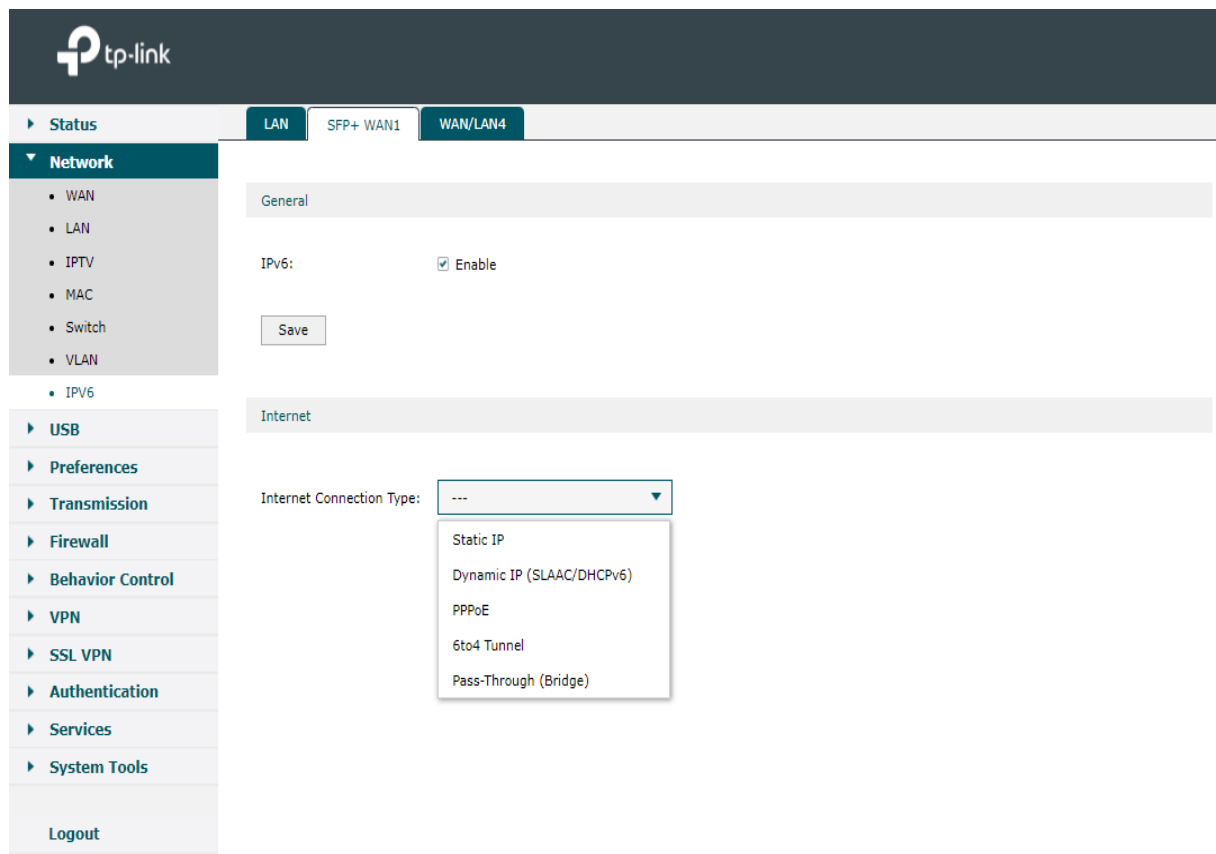 tp-link
Status
Network
WAN
LAN
IPTV
MAC
Switch
VLAN
IPV6
USB
Preferences
Transmission
Firewall
Behavior Control
VPN
SSL VPN
Authentication
Services
System Tools
Logout
LAN SFP+ WAN1 WAN/LAN4
General
IPv6: Enable
Save
Internet
Internet Connection Type: ---
Static IP
Dynamic IP (SLAAC/DHCPv6)
PPPoE
6to4 Tunnel
Pass-Through (Bridge)